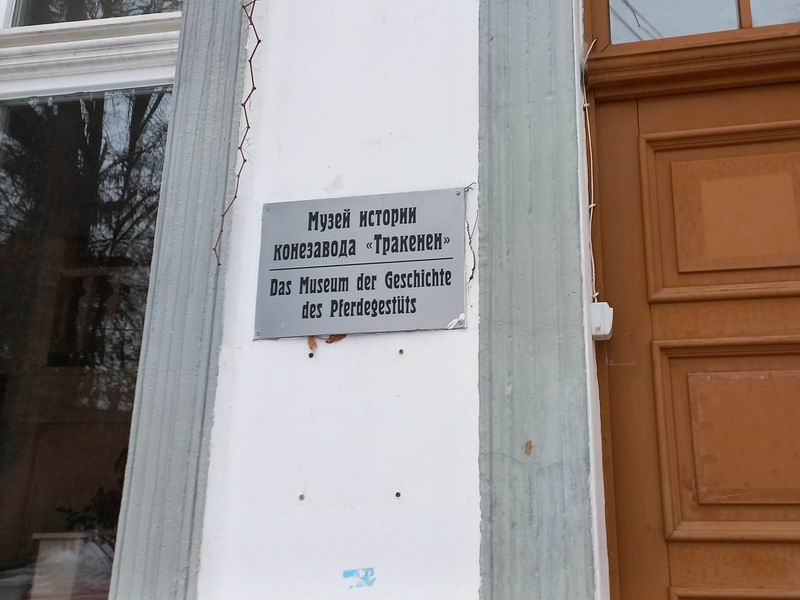 Музей истории
конезавода «Тракенен»
Das Museum der Geschichte
des Pferdegestüts